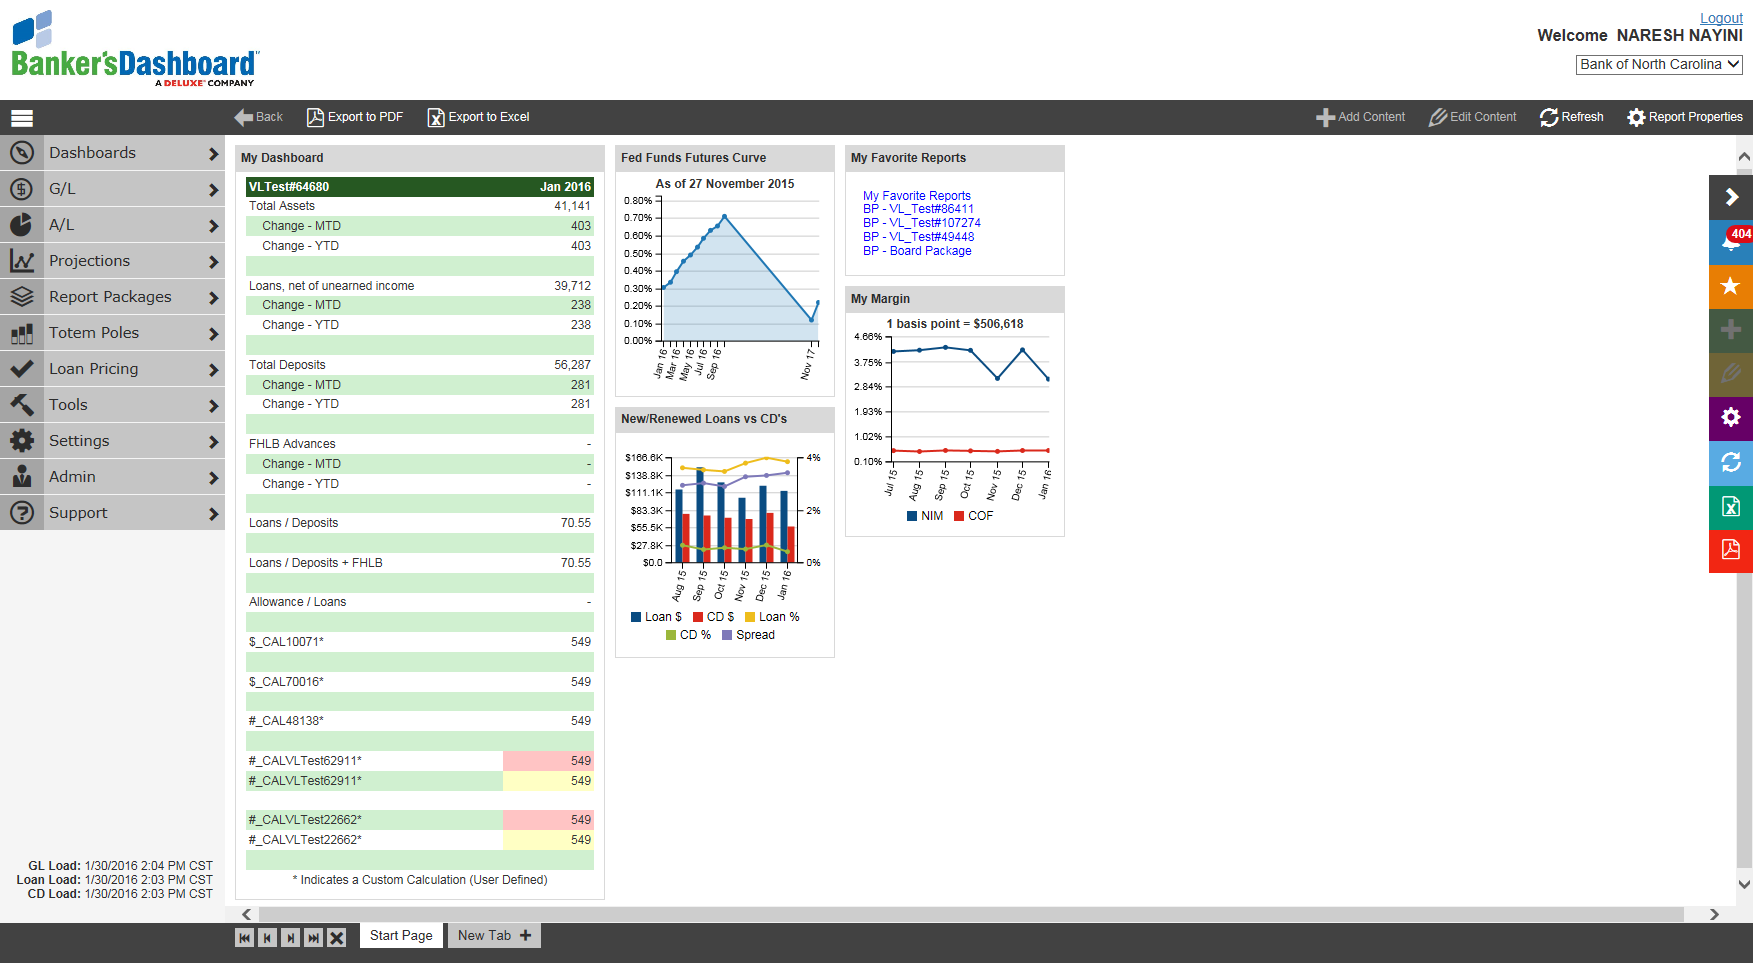 Logout
Welcome NARESH NAYINI
Bank of North Carolina
Banker'sDashboard
A DELUXE COMPANY
Back
Export to PDF
Export to Excel
Add Content
Edit Content
Refresh
Report Properties
Dashboards
G/L
A/L
Projections
Report Packages
Totem Poles
Loan Pricing
Tools
Settings
Admin
Support
GL Load: 1/30/2016 2:04 PM CST
Loan Load: 1/30/2016 2:03 PM CST
CD Load: 1/30/2016 2:03 PM CST
My Dashboard
VLTest#64680 Jan 2016
Total Assets 41,141
Change - MTD 403
Change - YTD 403
Loans, net of unearned income 39,712
Change - MTD 238
Change - YTD 238
Total Deposits 56,287
Change - MTD 281
Change - YTD 281
FHLB Advances -
Change - MTD -
Change - YTD -
Loans / Deposits 70.55
Loans / Deposits + FHLB 70.55
Allowance / Loans -
$_CAL10071* 549
$_CAL70016* 549
#_CAL48138* 549
#_CALVLTest62911* 549
#_CALVLTest62911* 549
#_CALVLTest22662* 549
#_CALVLTest22662* 549
* Indicates a Custom Calculation (User Defined)
Fed Funds Futures Curve
As of 27 November 2015
0.80%
0.70%
0.60%
0.50%
0.40%
0.30%
0.20%
0.10%
0.00%
Jan 16 Mar 16 May 16 Jul 16 Sep 16 Nov 17
New/Renewed Loans vs CD's
$166.6K 4%
$138.8K
$111.1K
$83.3K 2%
$55.5K
$27.8K
$0.0 0%
Aug 15 Sep 15 Oct 15 Nov 15 Dec 15 Jan 16
Loan $ CD $ Loan %
CD % Spread
My Favorite Reports
My Favorite Reports
BP - VL_Test#86411
BP - VL_Test#107274
BP - VL_Test#49448
BP - Board Package
My Margin
1 basis point = $506,618
4.66%
3.75%
2.84%
1.93%
1.02%
0.10%
Jul 15 Aug 15 Sep 15 Oct 15 Nov 15 Dec 15 Jan 16
NIM COF
404
Start Page
New Tab